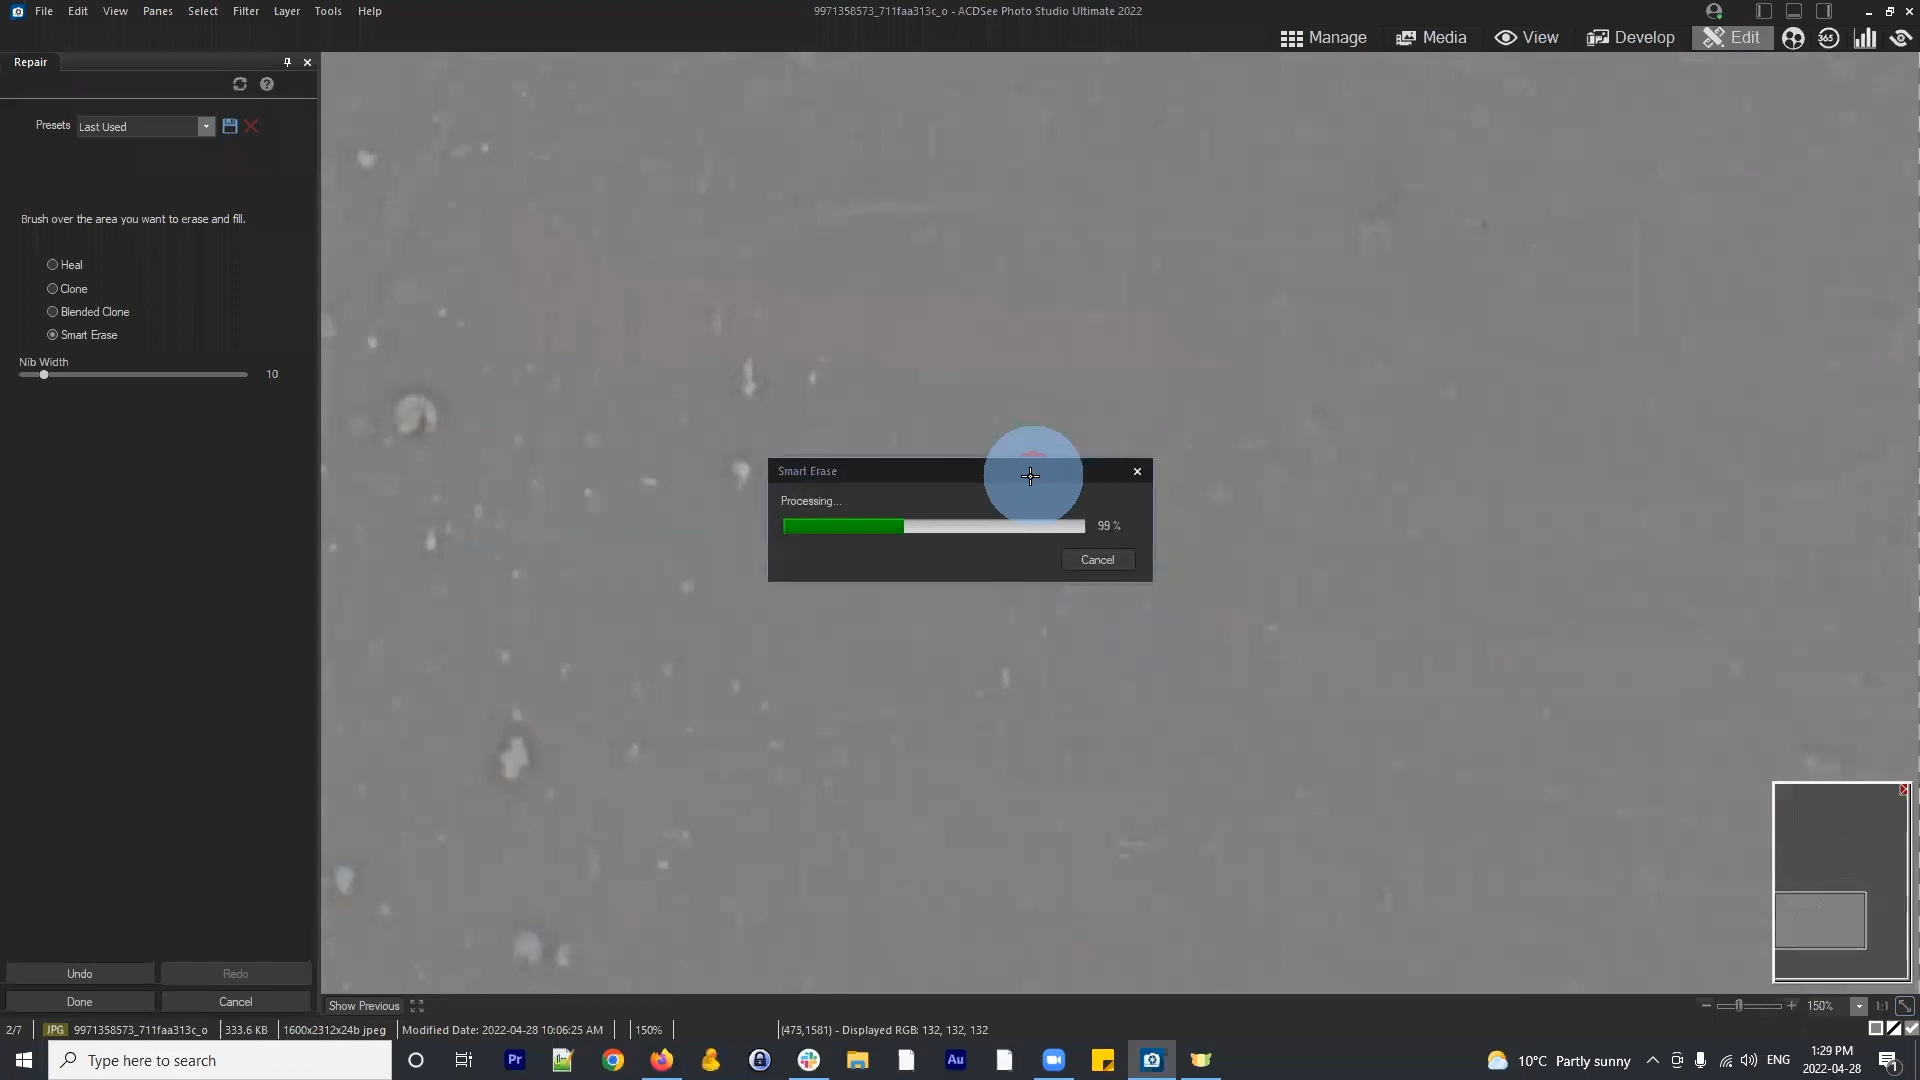 File Edit View Panes Select Filter Layer Tools Help
9971358573_711faa313c_o - ACDSee Photo Studio Ultimate 2022
Manage Media View Develop Edit 365
Repair
Presets Last Used
Brush over the area you want to erase and fill.
Heal
Clone
Blended Clone
Smart Erase
Nib Width
10
Smart Erase
Processing...
99 %
Cancel
Undo Redo
Done Cancel
Show Previous
150% 1:1
2/7 JPG 9971358573_711faa313c_o 333.6 KB 1600x2312x24b jpeg Modified Date: 2022-04-28 10:06:25 AM 150% (473,1581) - Displayed RGB: 132, 132, 132
Type here to search
Pr
Au
10°C Partly sunny
ENG
1:29 PM
2022-04-28
1